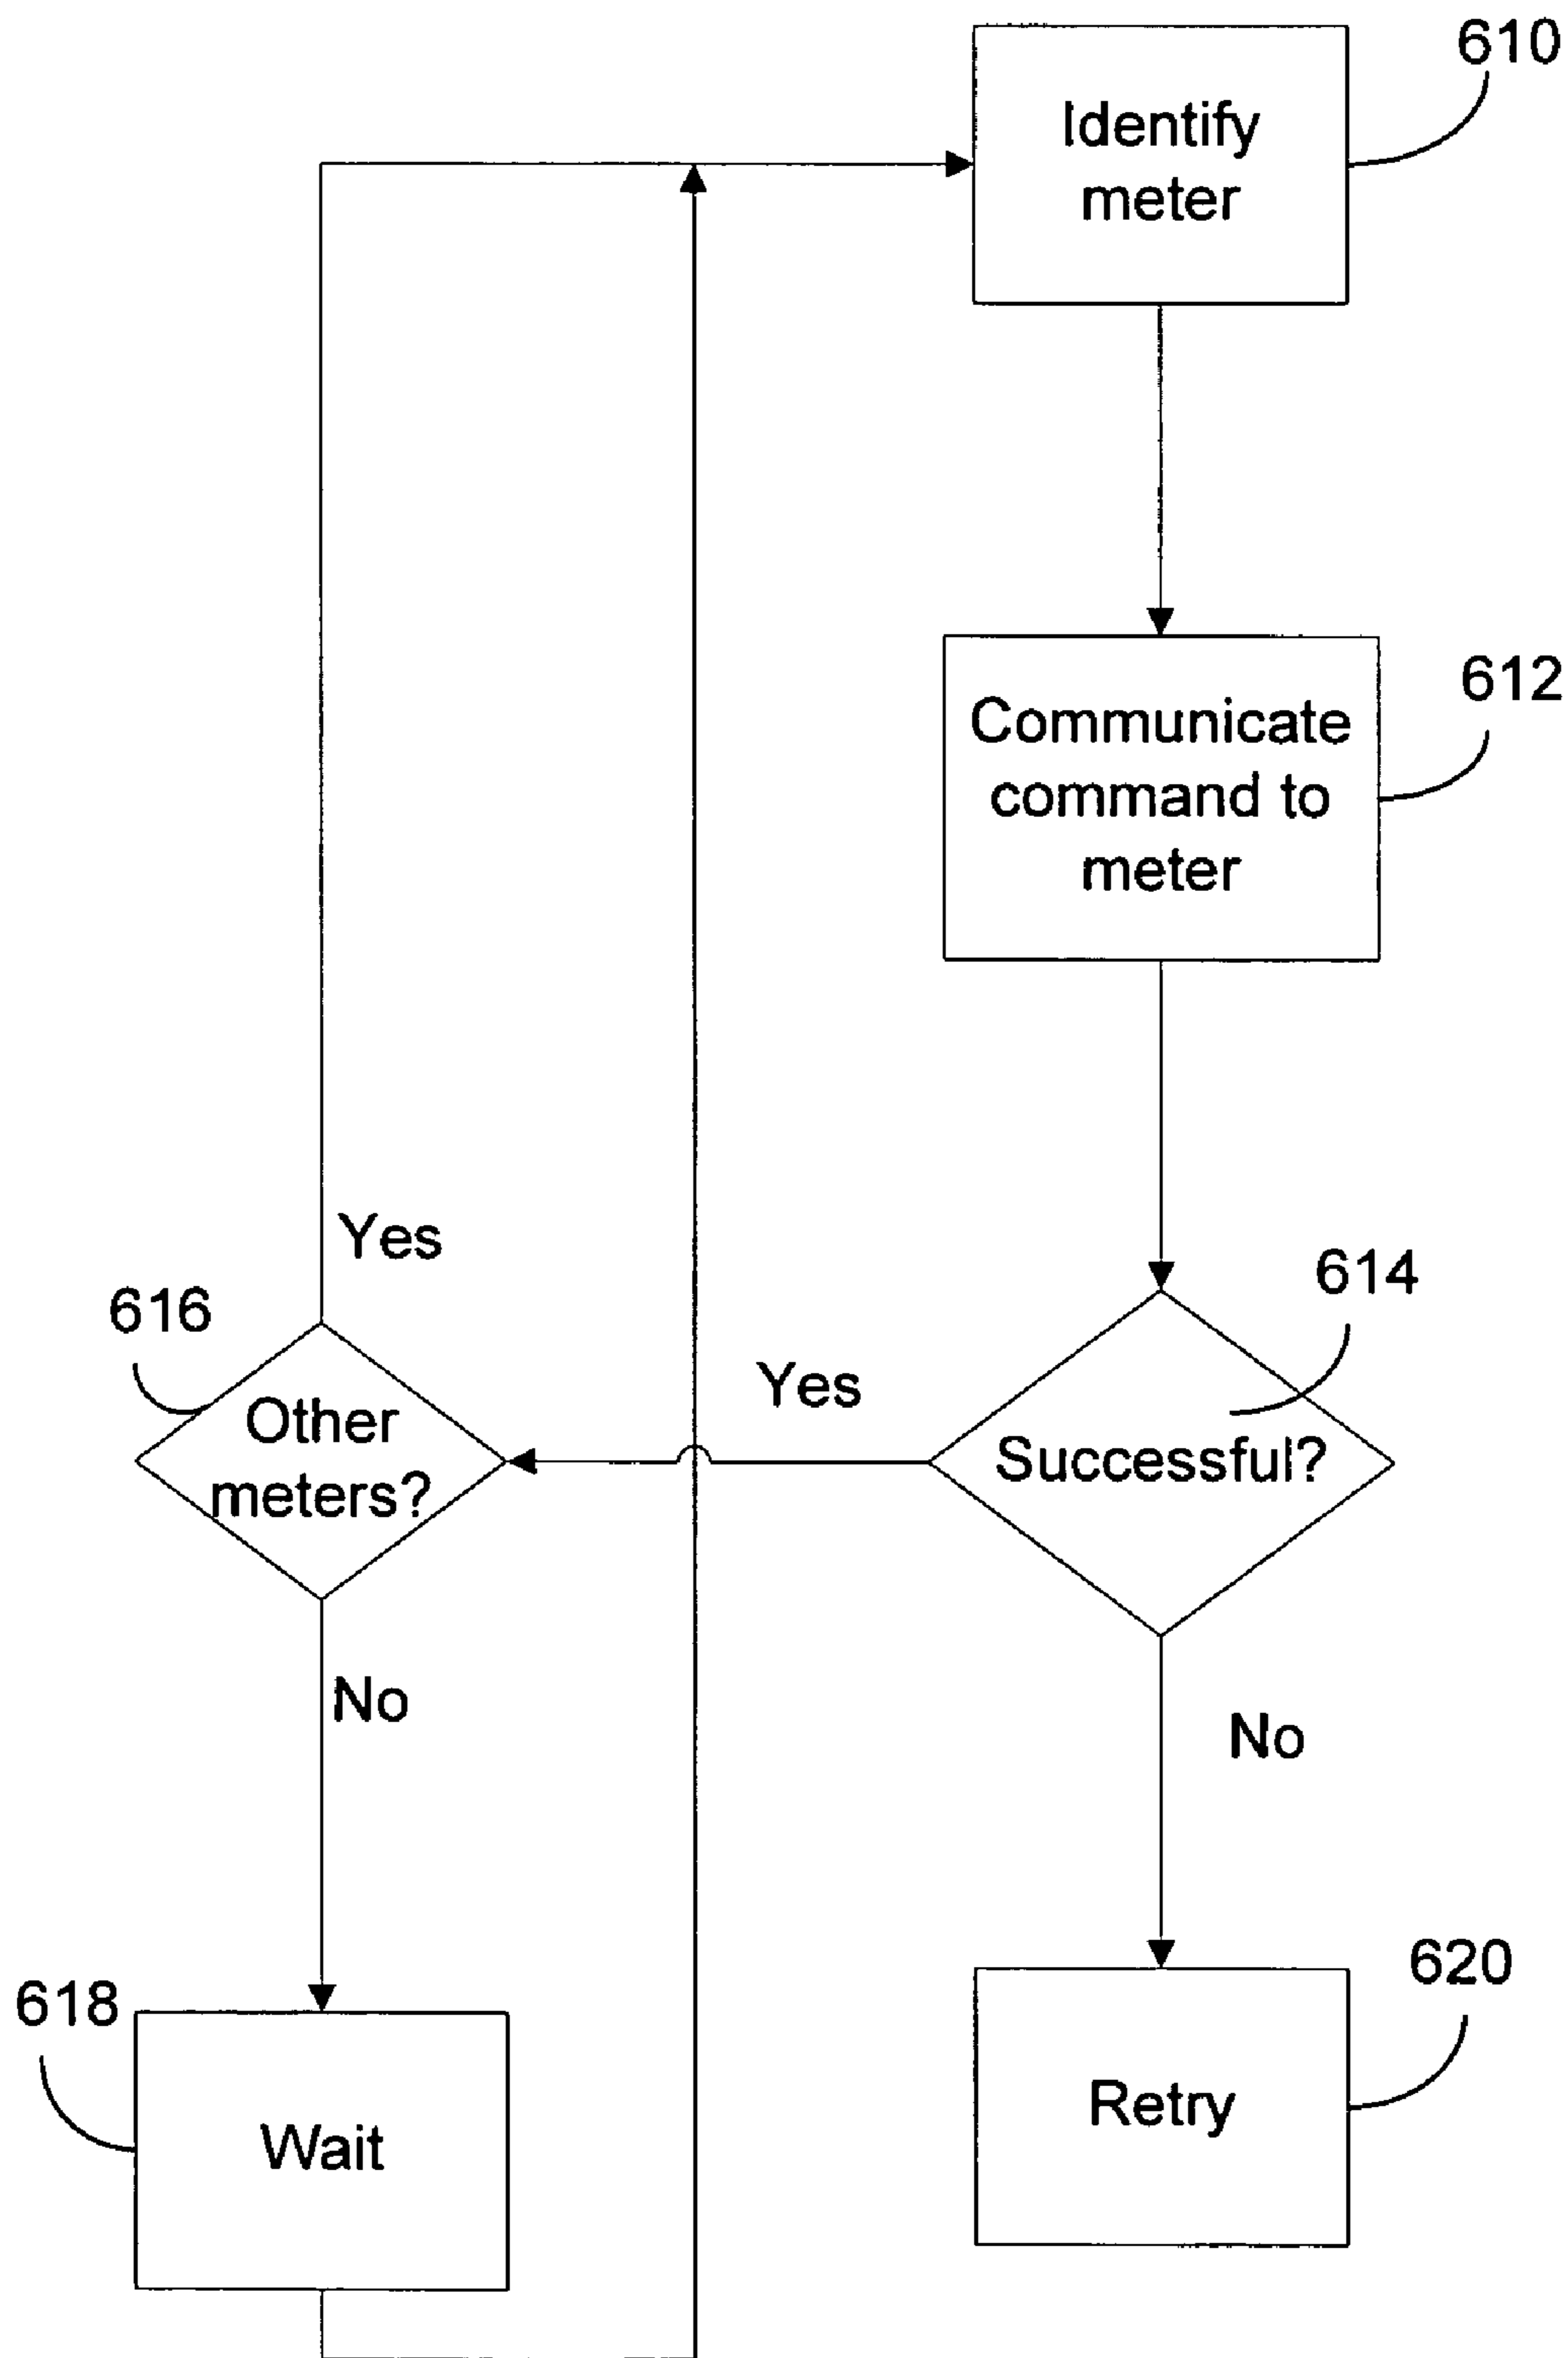 610
Identify
meter
612
Communicate
command to
meter
Yes
614
616
Yes
Other
meters?
Successful?
No
No
618
620
Wait
Retry